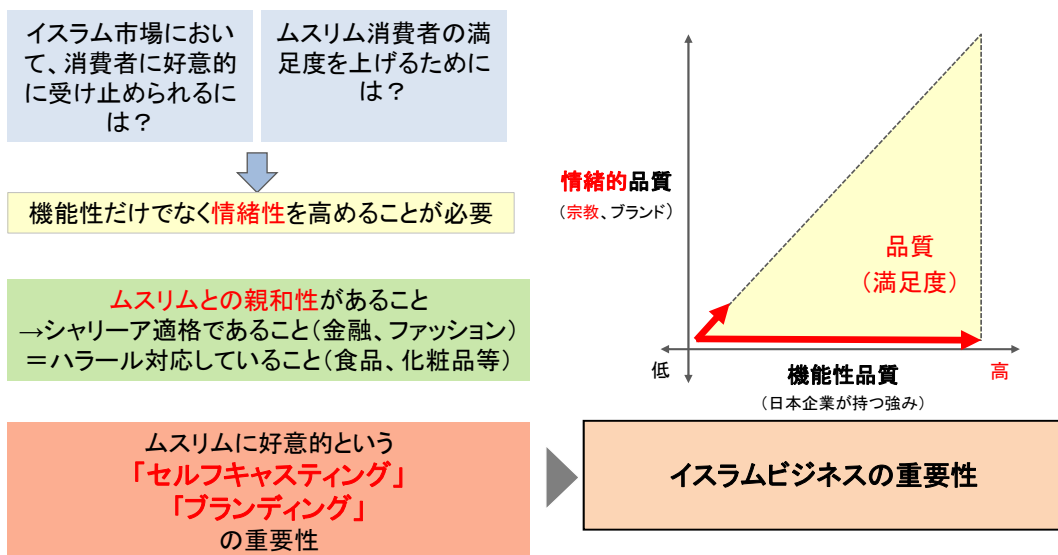 イスラム市場におい
て、消費者に好意的
に受け止められるに
は？
ムスリム消費者の満
足度を上げるために
は？
機能性だけでなく情緒性を高めることが必要
ムスリムとの親和性があること
→シャリーア適格であること（金融、ファッション）
＝ハラール対応していること（食品、化粧品等）
ムスリムに好意的という
「セルフキャスティング」
「ブランディング」
の重要性
情緒的品質
（宗教、ブランド）
品質
（満足度）
低
高
機能性品質
（日本企業が持つ強み）
イスラムビジネスの重要性